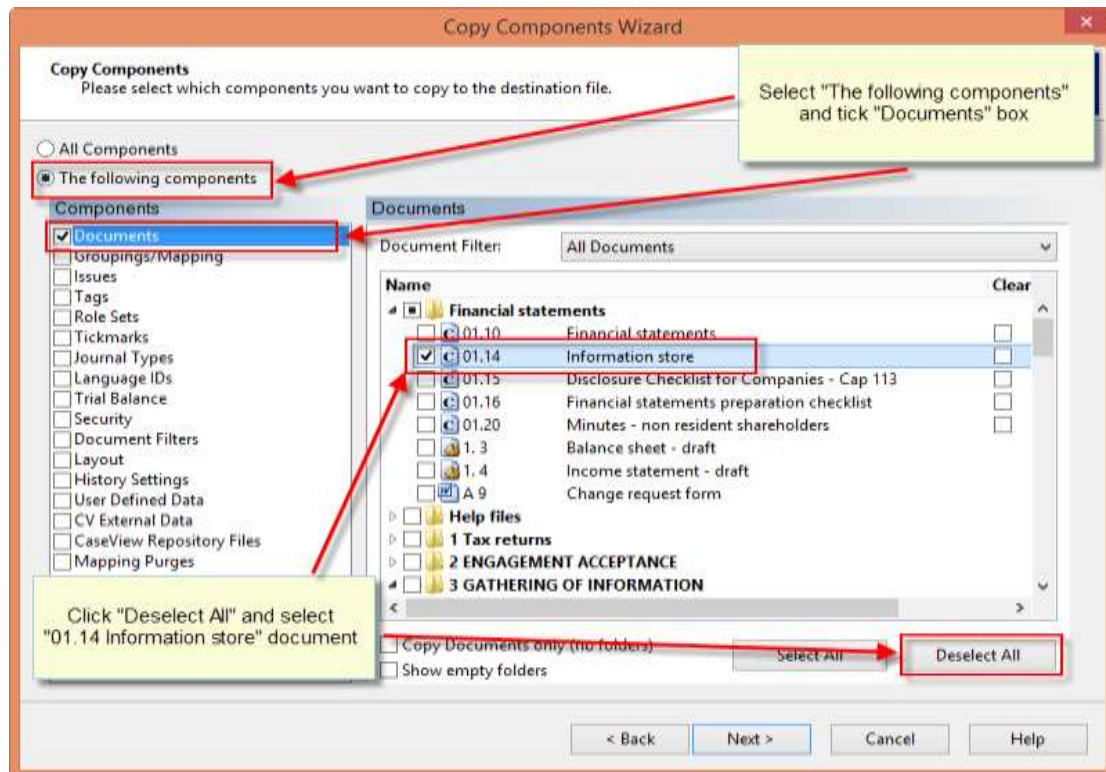 Copy Components Wizard
Copy Components
Please select which components you want to copy to the destination file.
Select "The following components"
and tick "Documents" box
All Components
The following components
Components
Documents
Groupings/Mapping
Issues
Tags
Role Sets
Tickmarks
Journal Types
Language IDs
Trial Balance
Security
Document Filters
Layout
History Settings
User Defined Data
CV External Data
CaseView Repository Files
Mapping Purges
Documents
Document Filter: All Documents
Name Clear
Financial statements
01.10 Financial statements
01.14 Information store
01.15 Disclosure Checklist for Companies - Cap 113
01.16 Financial statements preparation checklist
01.20 Minutes - non resident shareholders
1. 3 Balance sheet - draft
1. 4 Income statement - draft
A 9 Change request form
Help files
1 Tax returns
2 ENGAGEMENT ACCEPTANCE
3 GATHERING OF INFORMATION
Click "Deselect All" and select
"01.14 Information store" document
Copy Documents only (no folders)
Show empty folders
Select All
Deselect All
< Back
Next >
Cancel
Help